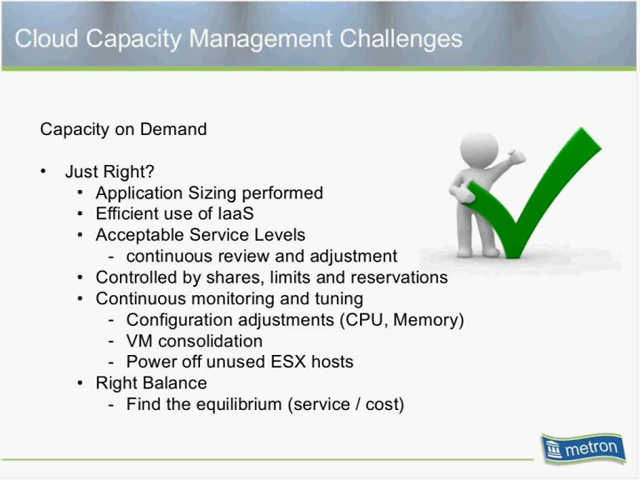 Cloud Capacity Management Challenges
Capacity on Demand
• Just Right?
• Application Sizing performed
• Efficient use of IaaS
• Acceptable Service Levels
- continuous review and adjustment
• Controlled by shares, limits and reservations
• Continuous monitoring and tuning
- Configuration adjustments (CPU, Memory)
- VM consolidation
- Power off unused ESX hosts
• Right Balance
- Find the equilibrium (service / cost)
metron